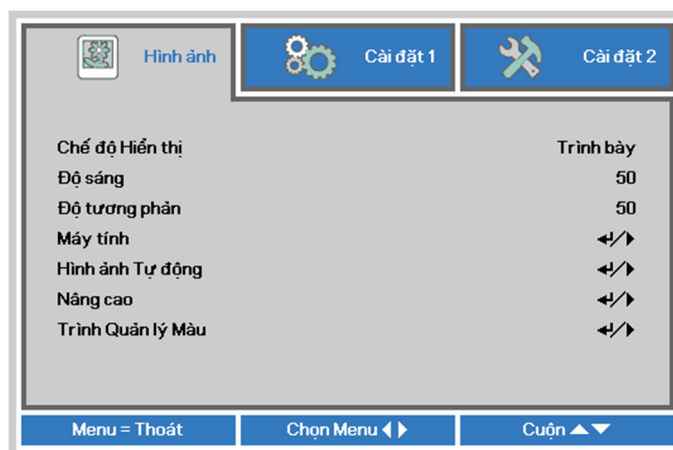 Hình ảnh Cài đặt 1 Cài đặt 2
Chế độ Hiển thị Trình bày
Độ sáng 50
Độ tương phản 50
Máy tính ↵/▶
Hình ảnh Tự động ↵/▶
Nâng cao ↵/▶
Trình Quản lý Màu ↵/▶
Menu = Thoát Chọn Menu ◀▶ Cuộn ▲▼